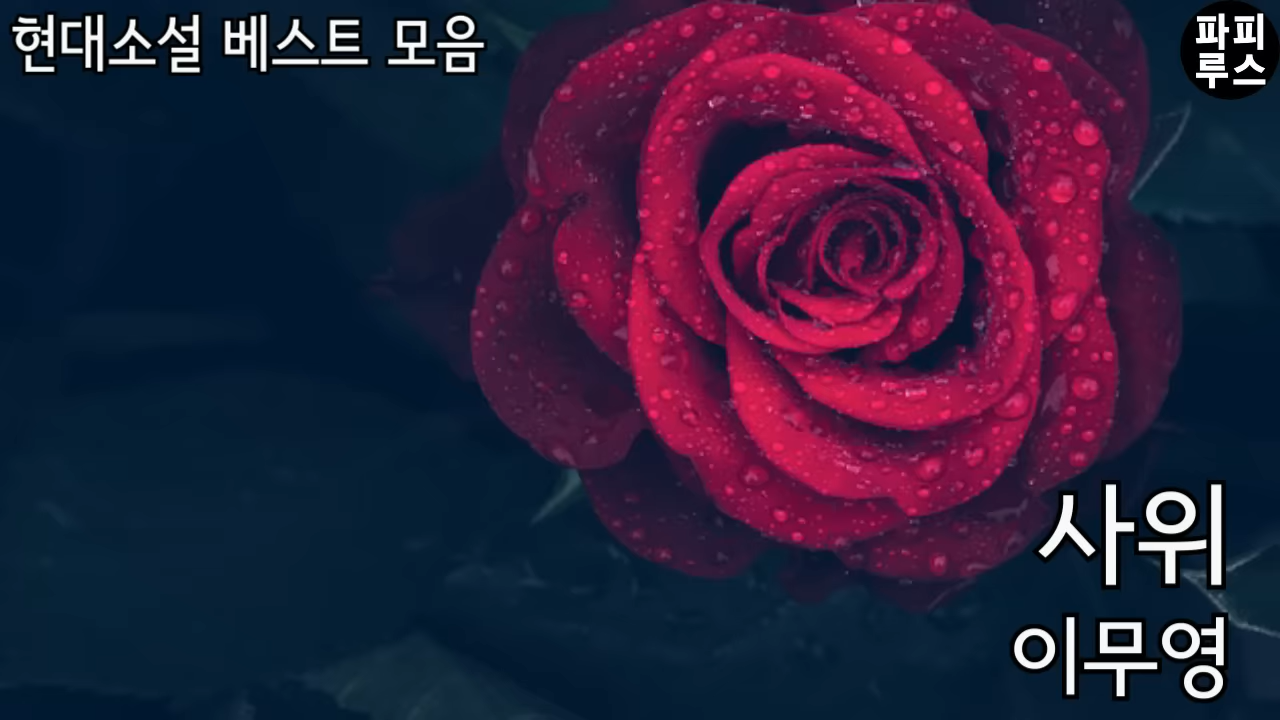 현대소설 베스트 모음
파피
루스
사위
이무영